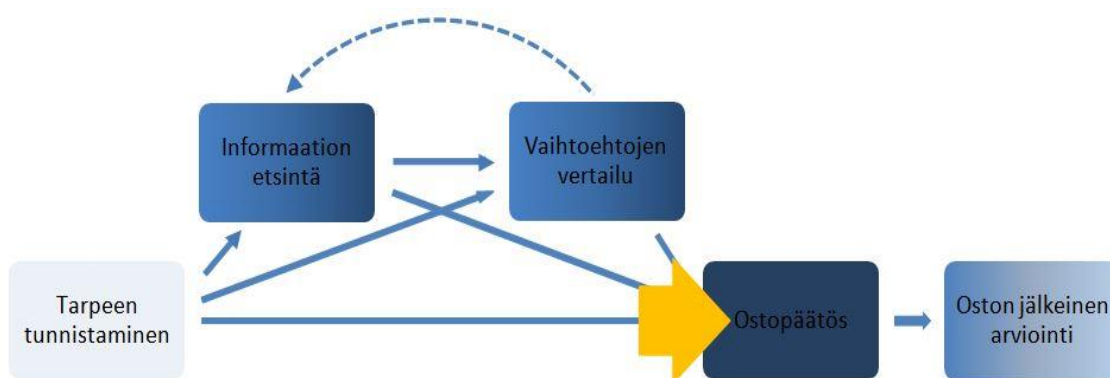 Informaation
etsintä
Vaihtoehtojen
vertailu
Tarpeen
tunnistaminen
Ostopäätös
Oston jälkeinen
arviointi